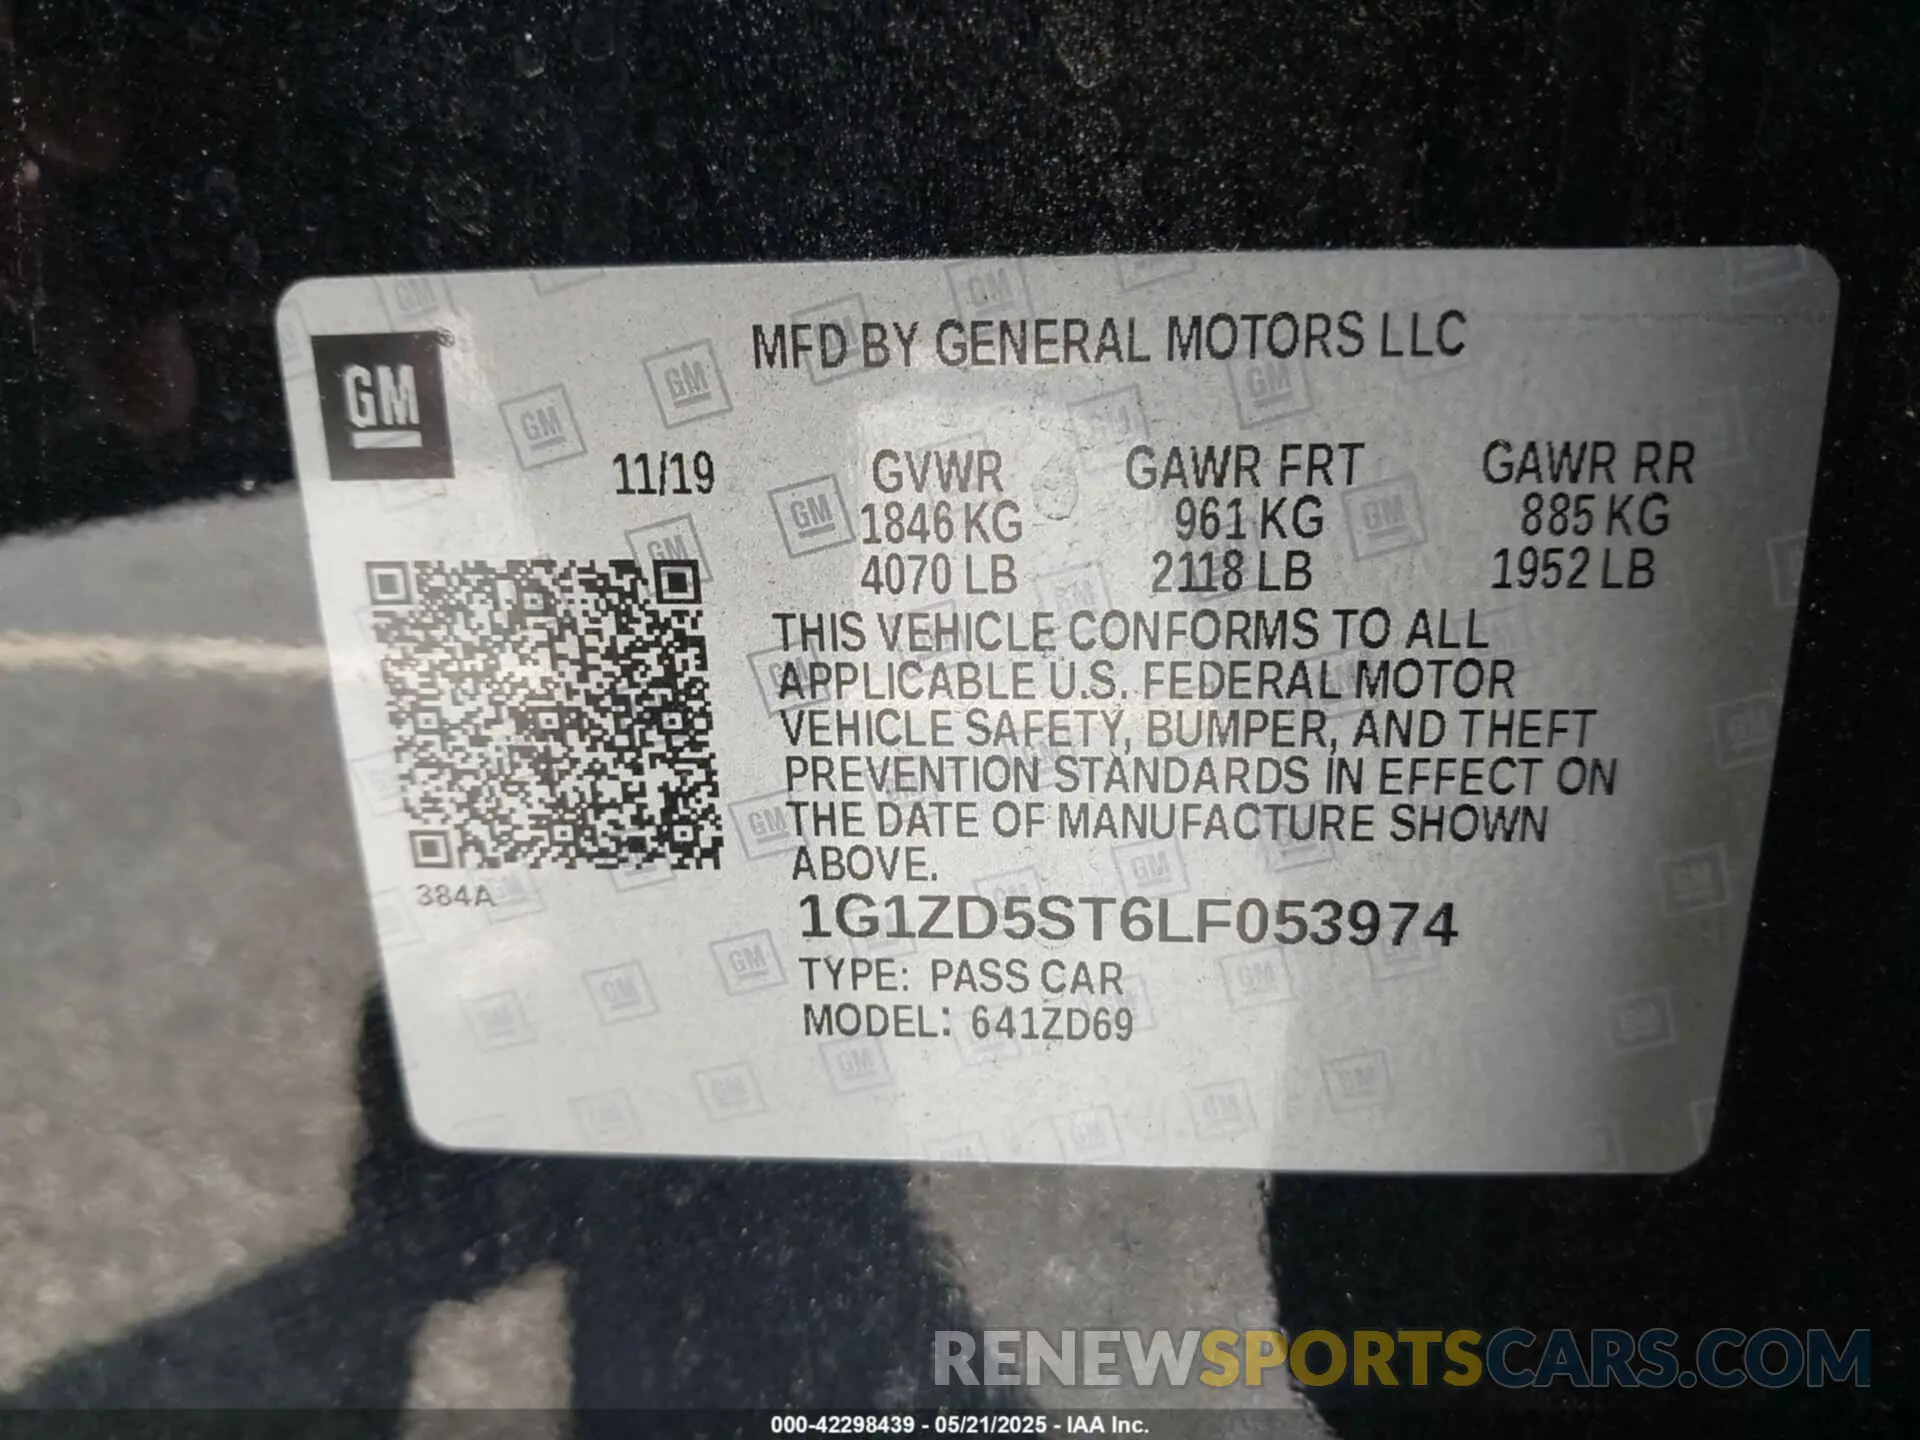 GM®
MFD BY GENERAL MOTORS LLC
11/19 GVWR GAWR FRT GAWR RR
1846 KG 961 KG 885 KG
4070 LB 2118 LB 1952 LB
THIS VEHICLE CONFORMS TO ALL
APPLICABLE U.S. FEDERAL MOTOR
VEHICLE SAFETY, BUMPER, AND THEFT
PREVENTION STANDARDS IN EFFECT ON
THE DATE OF MANUFACTURE SHOWN
ABOVE.
384A
1G1ZD5ST6LF053974
TYPE: PASS CAR
MODEL: 641ZD69
RENEWSPORTSCARS.COM
000-42298439 - 05/21/2025 - IAA Inc.